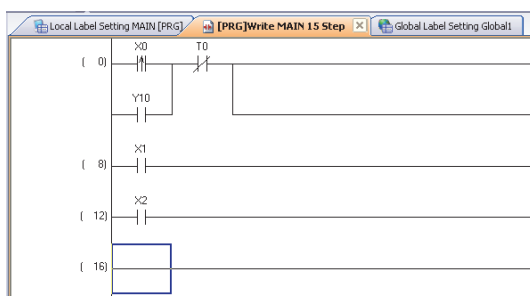 Local Label Setting MAIN [PRG] [PRG]Write MAIN 15 Step Global Label Setting Global1
X0 T0
( 0)
Y10
X1
( 8)
X2
( 12)
( 16)